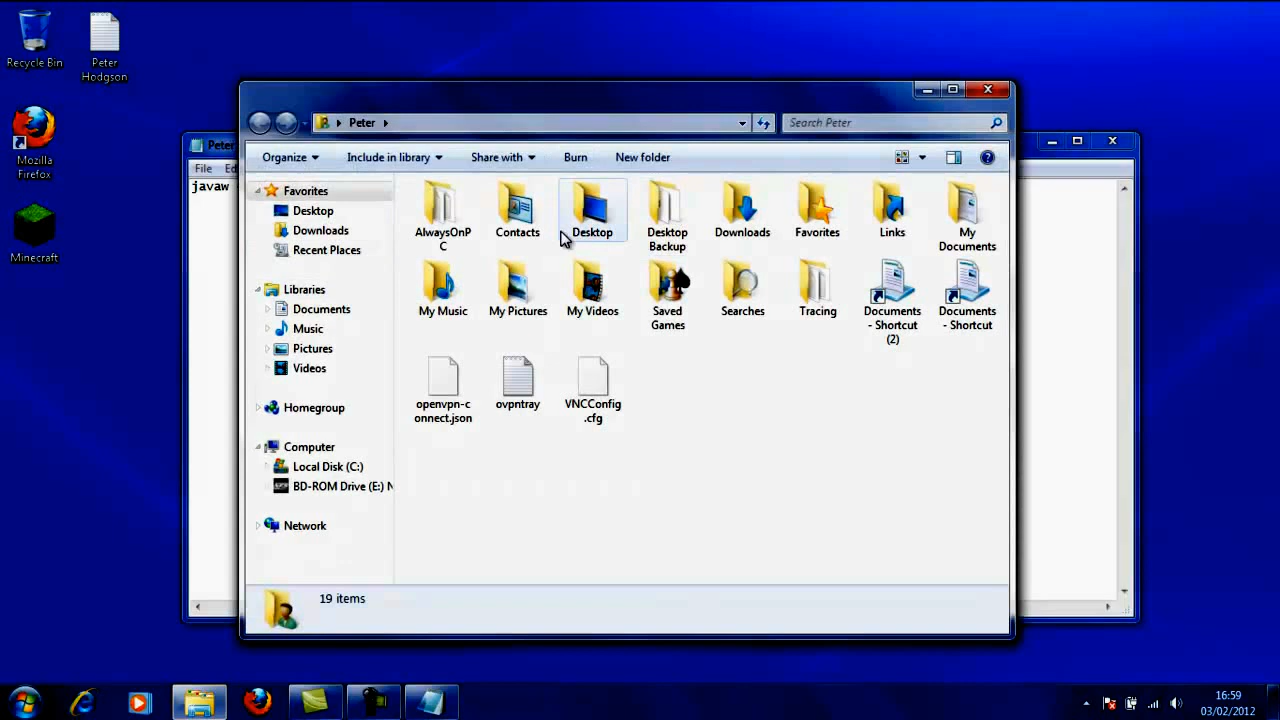 Recycle Bin
Peter
Hodgson
Mozilla
Firefox
Minecraft
Peter
File
javaw
Peter
Search Peter
Organize
Include in library
Share with
Burn
New folder
Favorites
Desktop
Downloads
Recent Places
Libraries
Documents
Music
Pictures
Videos
Homegroup
Computer
Local Disk (C:)
BD-ROM Drive (E:) N
Network
AlwaysOnP
C
Contacts
Desktop
Desktop
Backup
Downloads
Favorites
Links
My
Documents
My Music
My Pictures
My Videos
Saved
Games
Searches
Tracing
Documents
- Shortcut
(2)
Documents
- Shortcut
openvpn-c
onnect.json
ovpntray
VNCConfig
.cfg
19 items
16:59
03/02/2012